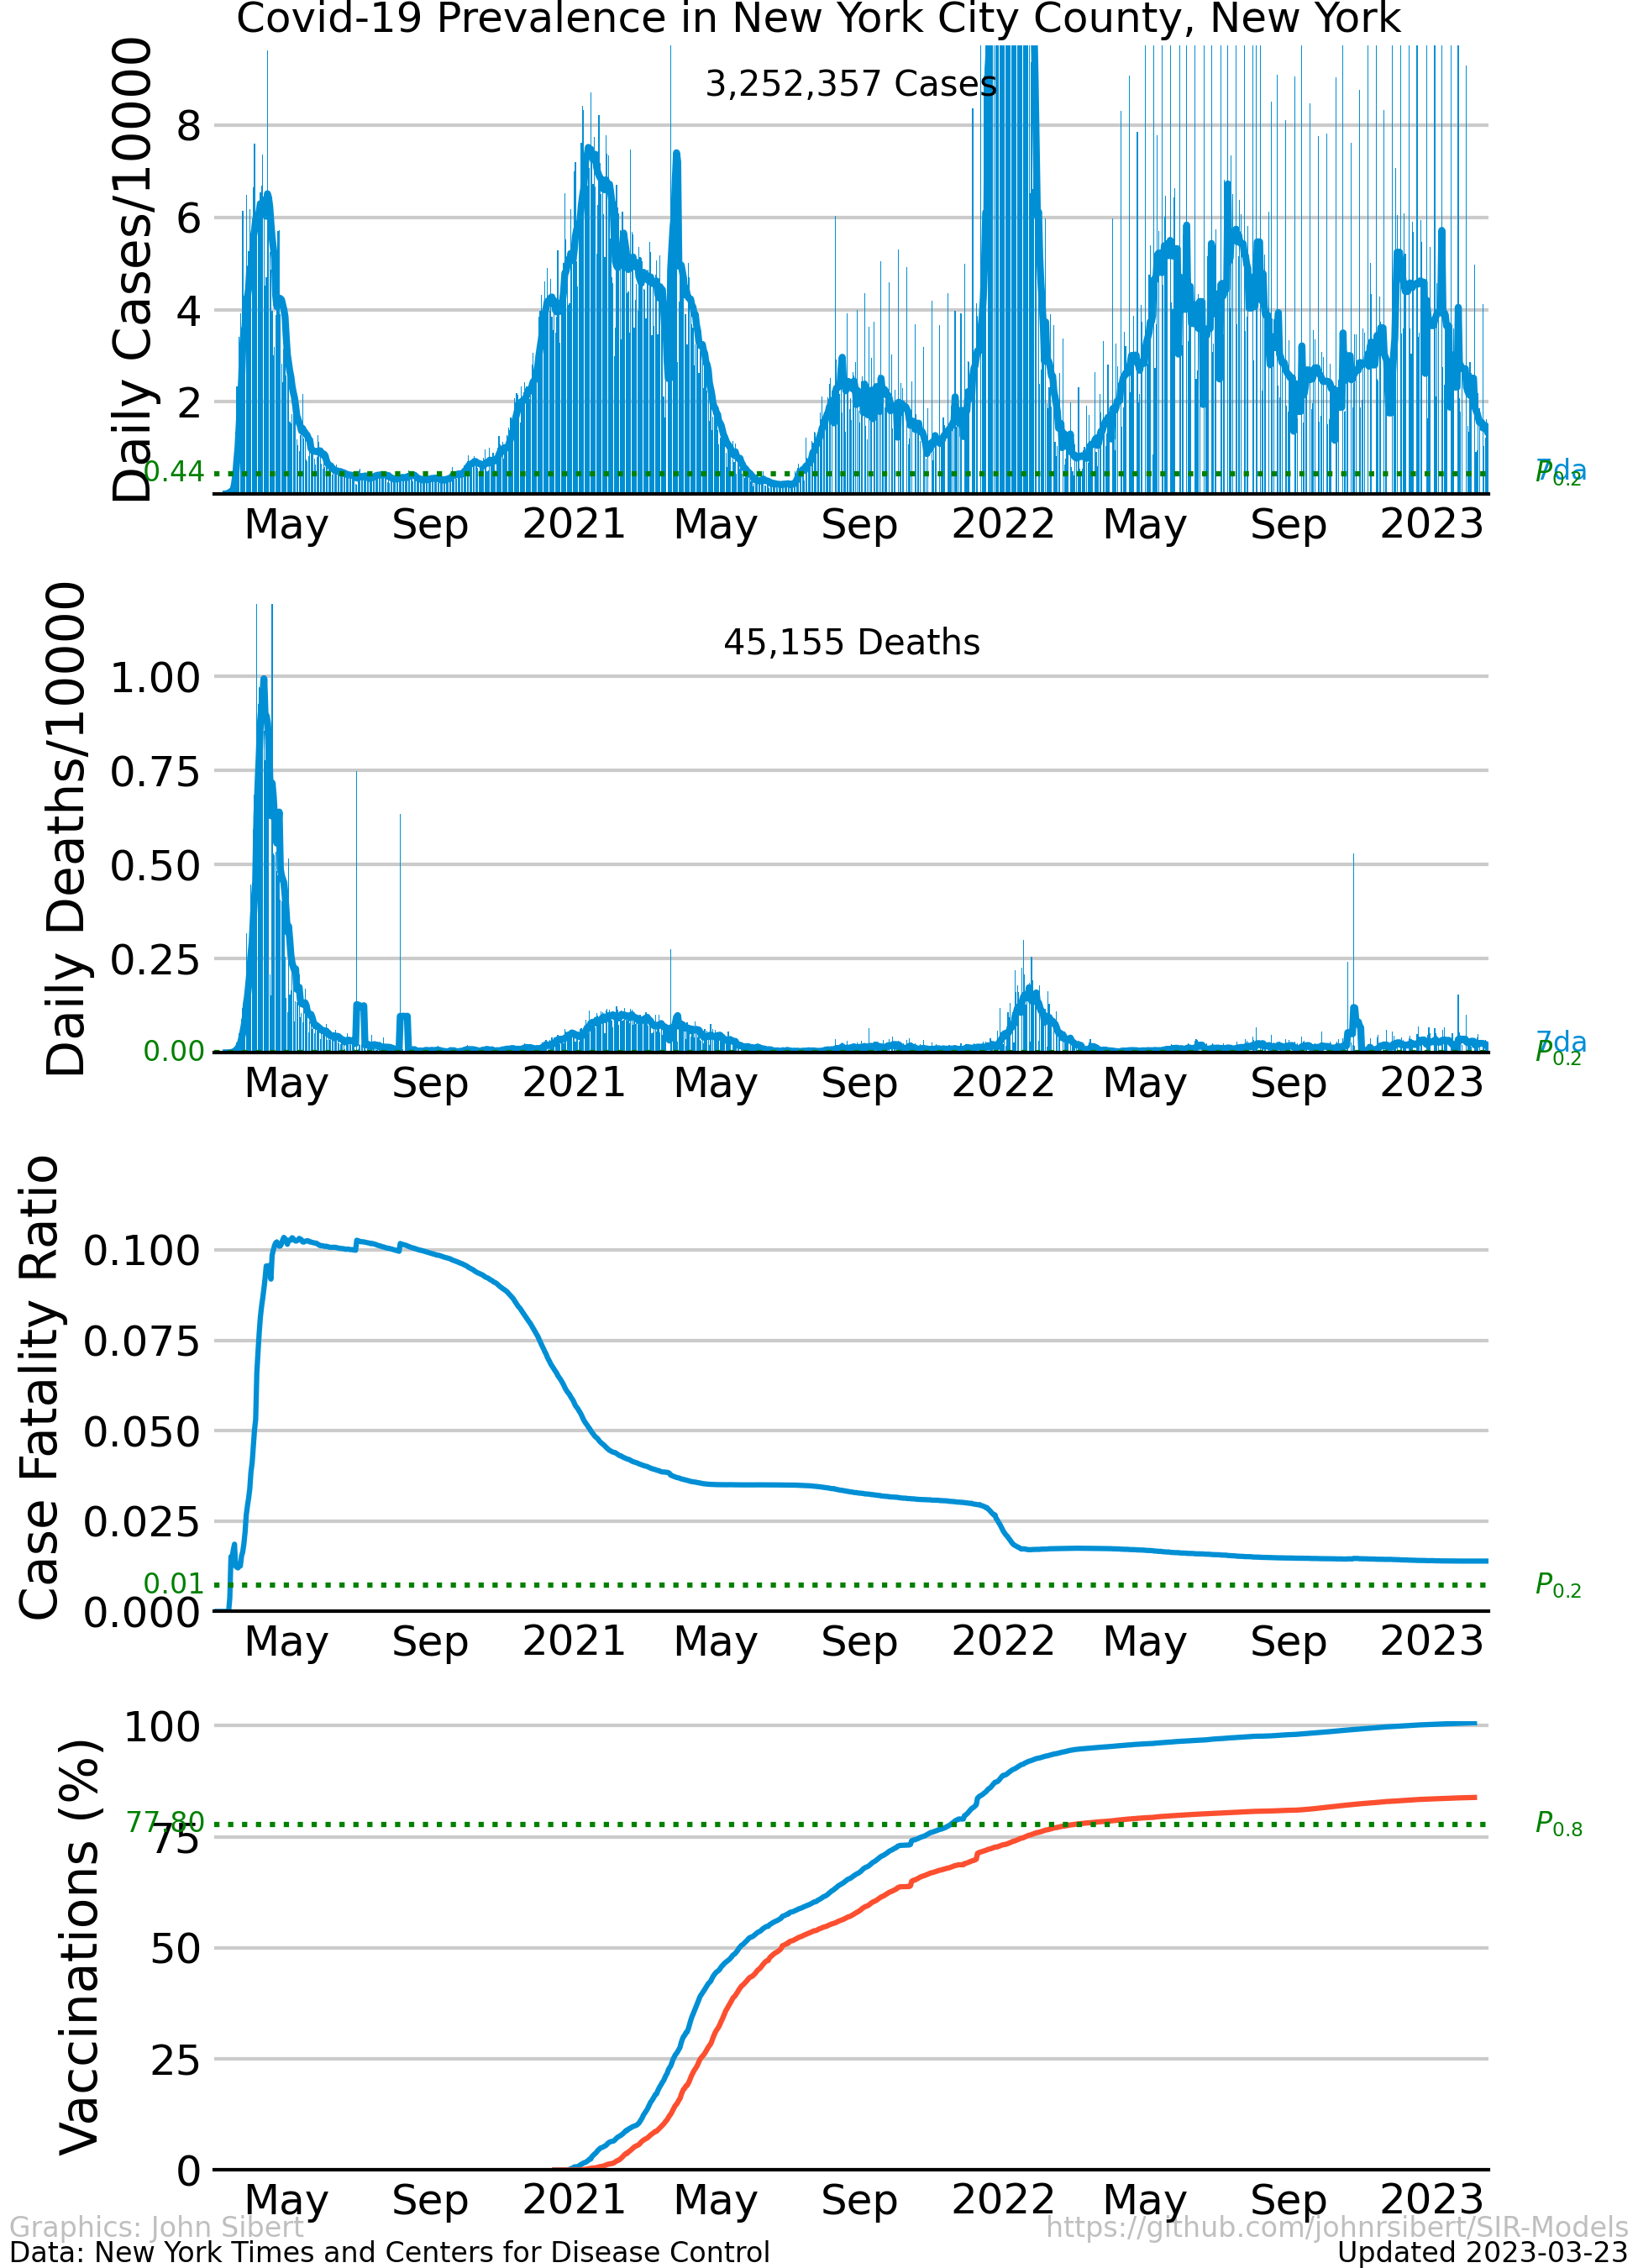 Covid-19 Prevalence in New York City County, New York
3,252,357 Cases
Daily Cases/10000
8
6
4
2
0.44
7da
P0.2
May Sep 2021 May Sep 2022 May Sep 2023
45,155 Deaths
Daily Deaths/10000
1.00
0.75
0.50
0.25
0.00
7da
P0.2
May Sep 2021 May Sep 2022 May Sep 2023
Case Fatality Ratio
0.100
0.075
0.050
0.025
0.01
0.000
P0.2
May Sep 2021 May Sep 2022 May Sep 2023
Vaccinations (%)
100
77.80
75
50
25
0
P0.8
May Sep 2021 May Sep 2022 May Sep 2023
Graphics: John Sibert https://github.com/johnrsibert/SIR-Models
Data: New York Times and Centers for Disease Control Updated 2023-03-23